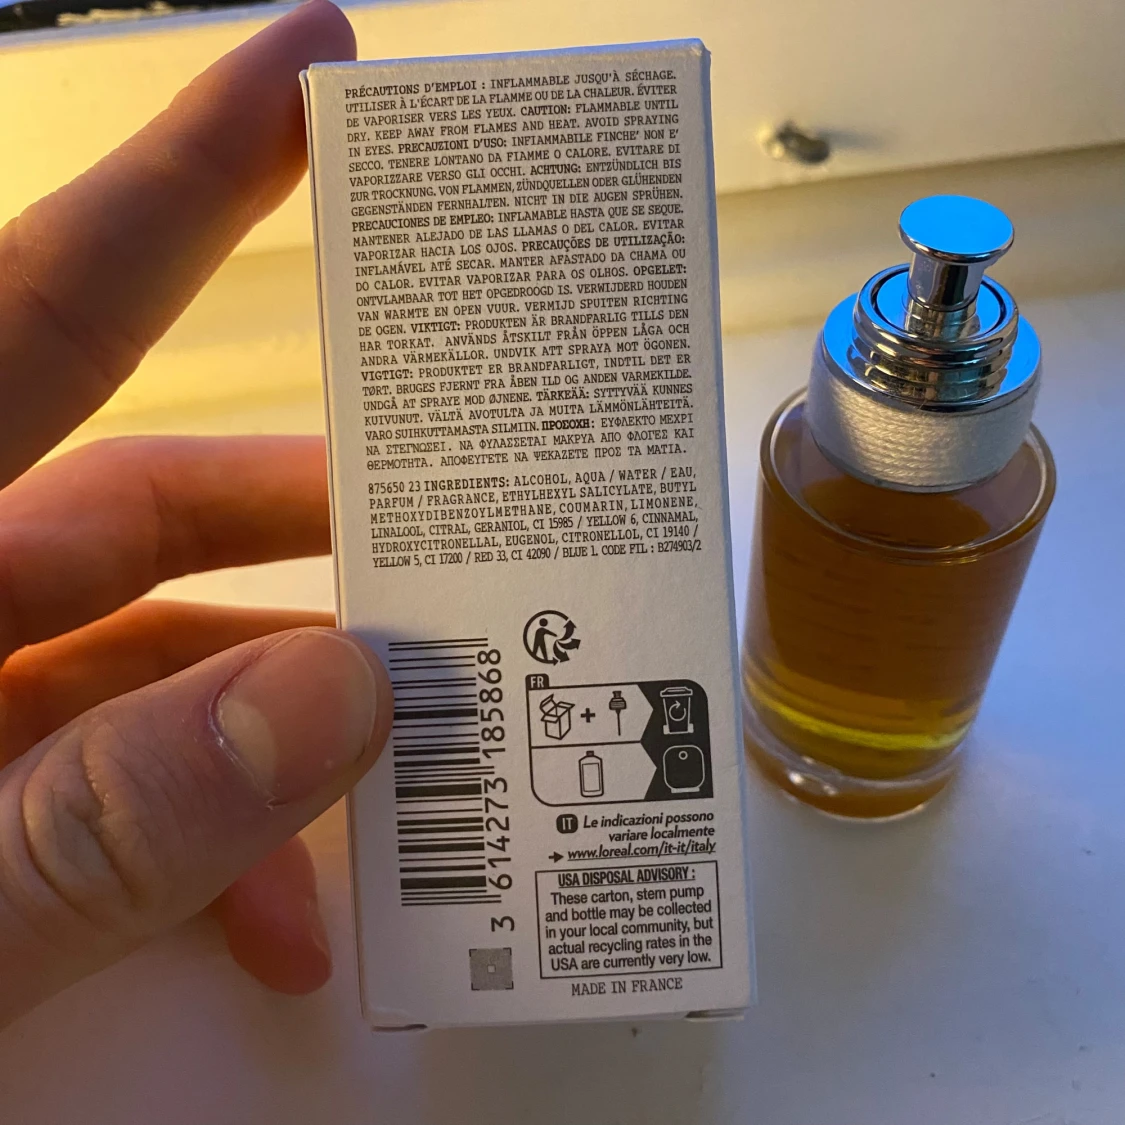 PRÉCAUTIONS D'EMPLOI : INFLAMMABLE JUSQU'À SÉCHAGE.
UTILISER À L'ÉCART DE LA FLAMME OU DE LA CHALEUR. ÉVITER
DE VAPORISER VERS LES YEUX. CAUTION: FLAMMABLE UNTIL
DRY. KEEP AWAY FROM FLAMES AND HEAT. AVOID SPRAYING
IN EYES. PRECAUZIONI D'USO: INFIAMMABILE FINCHE' NON E'
SECCO. TENERE LONTANO DA FIAMME O CALORE. EVITARE DI
VAPORIZZARE VERSO GLI OCCHI. ACHTUNG: ENTZÜNDLICH BIS
ZUR TROCKNUNG. VON FLAMMEN, ZÜNDQUELLEN ODER GLÜHENDEN
GEGENSTÄNDEN FERNHALTEN. NICHT IN DIE AUGEN SPRÜHEN.
PRECAUCIONES DE EMPLEO: INFLAMABLE HASTA QUE SE SEQUE.
MANTENER ALEJADO DE LAS LLAMAS O DEL CALOR. EVITAR
VAPORIZAR HACIA LOS OJOS. PRECAUÇÕES DE UTILIZAÇÃO:
INFLAMÁVEL ATÉ SECAR. MANTER AFASTADO DA CHAMA OU
DO CALOR. EVITAR VAPORIZAR PARA OS OLHOS. OPGELET:
ONTVLAMBAAR TOT HET OPGEDROOGD IS. VERWIJDERD HOUDEN
VAN WARMTE EN OPEN VUUR. VERMIJD SPUITEN RICHTING
DE OGEN. VIKTIGT: PRODUKTEN ÄR BRANDFARLIG TILLS DEN
HAR TORKAT. ANVÄNDS ÅTSKILT FRÅN ÖPPEN LÅGA OCH
ANDRA VÄRMEKÄLLOR. UNDVIK ATT SPRAYA MOT ÖGONEN.
VIGTIGT: PRODUKTET ER BRANDFARLIGT, INDTIL DET ER
TØRT. BRUGES FJERNT FRA ÅBEN ILD OG ANDEN VARMEKILDE.
UNDGÅ AT SPRAYE MOD ØJNENE. TÄRKEÄÄ: SYTTYVÄÄ KUNNES
KUIVUNUT. VÄLTÄ AVOTULTA JA MUITA LÄMMÖNLÄHTEITÄ.
VARO SUIHKUTTAMASTA SILMIIN. ΠΡΟΣΟΧΗ: ΕΥΦΛΕΚΤΟ ΜΕΧΡΙ
ΝΑ ΣΤΕΓΝΩΣΕΙ. ΝΑ ΦΥΛΑΣΣΕΤΑΙ ΜΑΚΡΥΑ ΑΠΟ ΦΛΟΓΕΣ ΚΑΙ
ΘΕΡΜΟΤΗΤΑ. ΑΠΟΦΕΥΓΕΤΕ ΝΑ ΨΕΚΑΖΕΤΕ ΠΡΟΣ ΤΑ ΜΑΤΙΑ.
875650 23 INGREDIENTS: ALCOHOL, AQUA / WATER / EAU,
PARFUM / FRAGRANCE, ETHYLHEXYL SALICYLATE, BUTYL
METHOXYDIBENZOYLMETHANE, COUMARIN, LIMONENE,
LINALOOL, CITRAL, GERANIOL, CI 15985 / YELLOW 6, CINNAMAL,
HYDROXYCITRONELLAL, EUGENOL, CITRONELLOL, CI 19140 /
YELLOW 5, CI 17200 / RED 33, CI 42090 / BLUE 1. CODE FIL : B274903/2
3 614273 185868
FR
IT Le indicazioni possono
variare localmente
www.loreal.com/it-it/italy
USA DISPOSAL ADVISORY :
These carton, stem pump
and bottle may be collected
in your local community, but
actual recycling rates in the
USA are currently very low.
MADE IN FRANCE